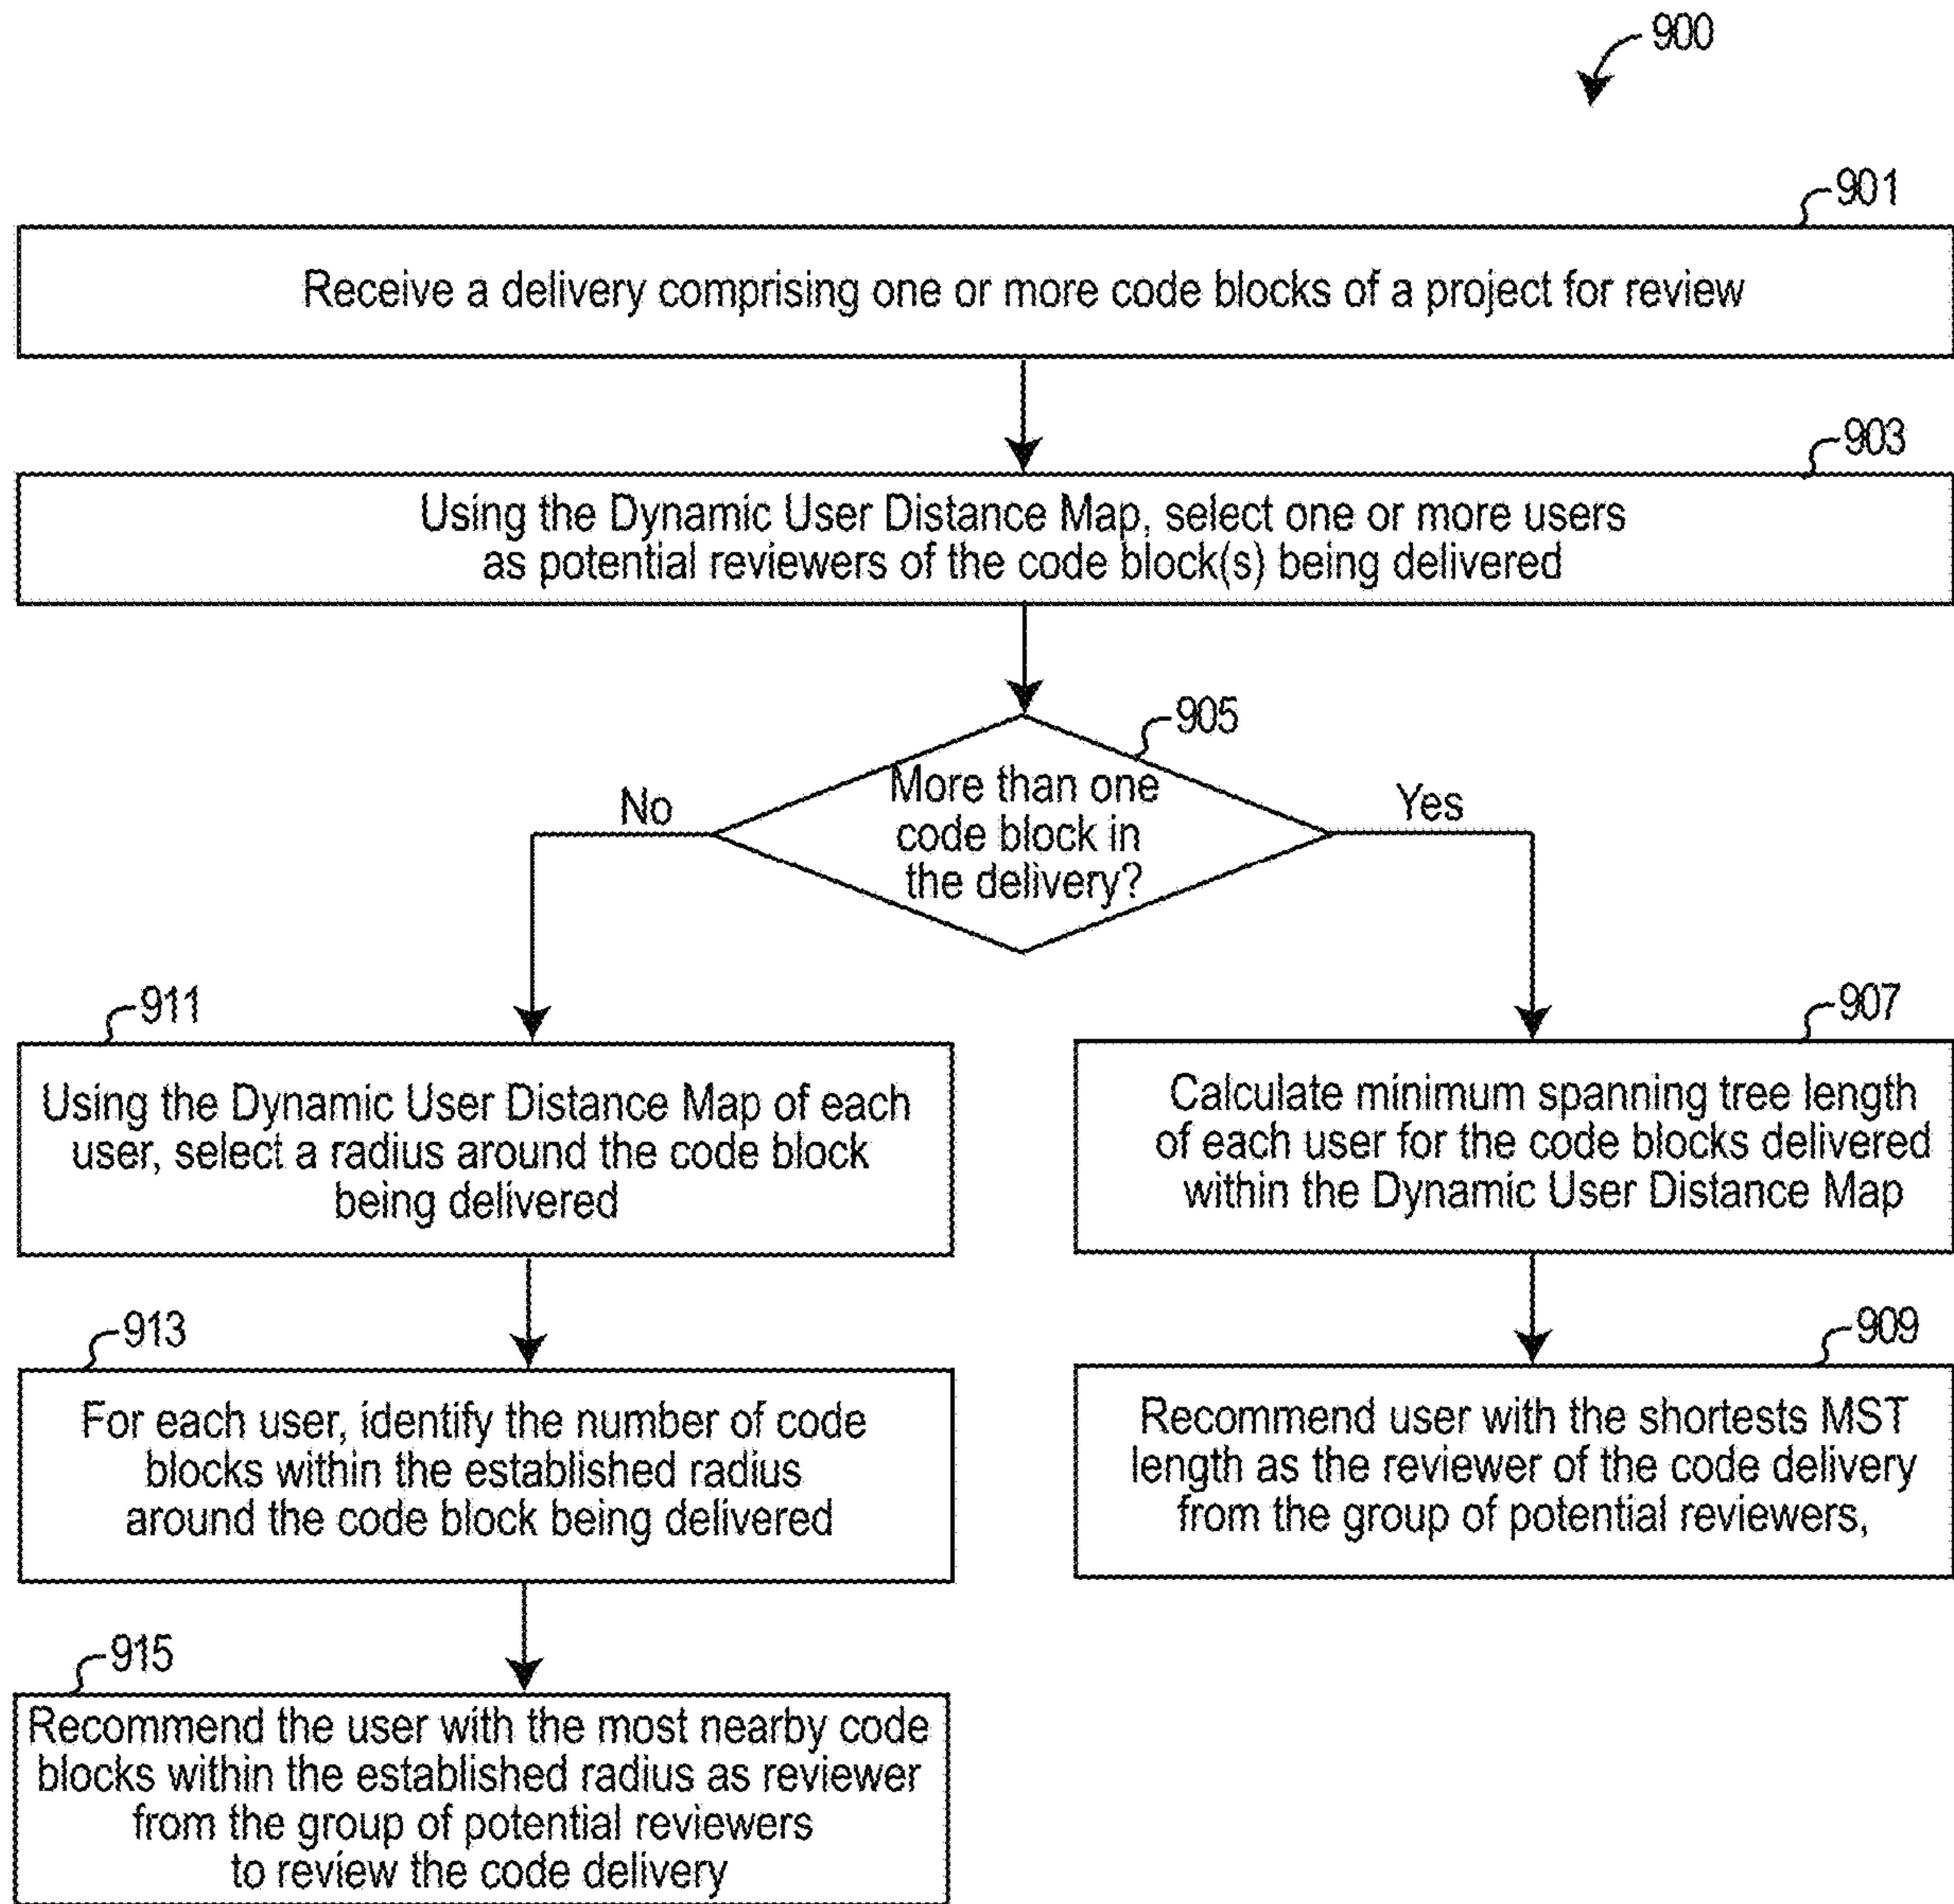 900
901
Receive a delivery comprising one or more code blocks of a project for review
903
Using the Dynamic User Distance Map, select one or more users
as potential reviewers of the code block(s) being delivered
905
More than one
code block in
the delivery?
No
Yes
911
Using the Dynamic User Distance Map of each
user, select a radius around the code block
being delivered
907
Calculate minimum spanning tree length
of each user for the code blocks delivered
within the Dynamic User Distance Map
913
For each user, identify the number of code
blocks within the established radius
around the code block being delivered
909
Recommend user with the shortests MST
length as the reviewer of the code delivery
from the group of potential reviewers,
915
Recommend the user with the most nearby code
blocks within the established radius as reviewer
from the group of potential reviewers
to review the code delivery